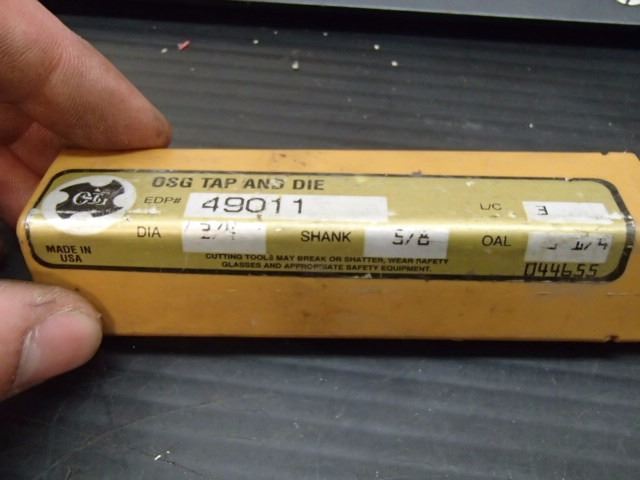 OSG TAP AND DIE
EDP# 49011 L/C 3
DIA SHANK 5/8 OAL 1/4
MADE IN
USA
CUTTING TOOLS MAY BREAK OR SHATTER, WEAR SAFETY
GLASSES AND APPROPRIATE SAFETY EQUIPMENT.
044655